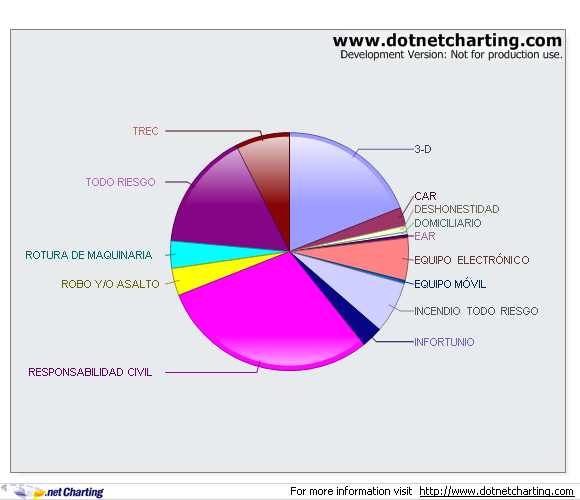 www.dotnetcharting.com
Development Version: Not for production use.
TREC
3-D
TODO RIESGO
CAR
DESHONESTIDAD
DOMICILIARIO
EAR
ROTURA DE MAQUINARIA
EQUIPO ELECTRÓNICO
ROBO Y/O ASALTO
EQUIPO MÓVIL
INCENDIO TODO RIESGO
INFORTUNIO
RESPONSABILIDAD CIVIL
.net Charting
For more information visit http://www.dotnetcharting.com